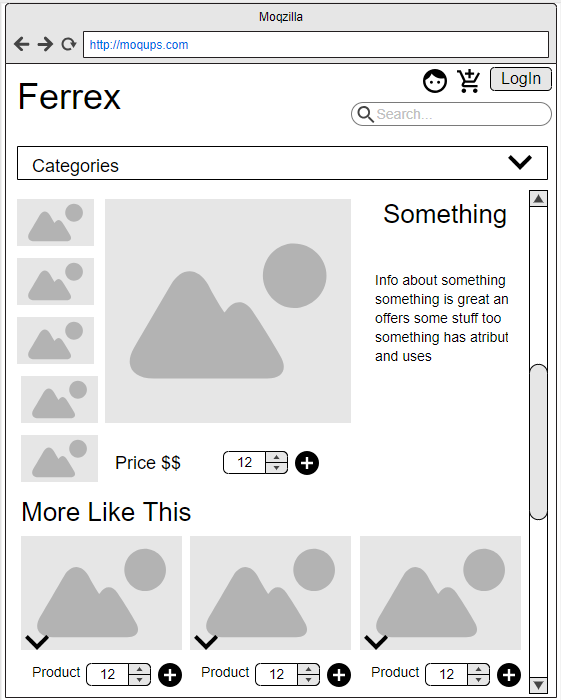 Moqzilla
http://moqups.com
LogIn
Ferrex
Search...
Categories
Something
Info about something
something is great an
offers some stuff too
something has atribut
and uses
Price $$
12
More Like This
Product 12
Product 12
Product 12